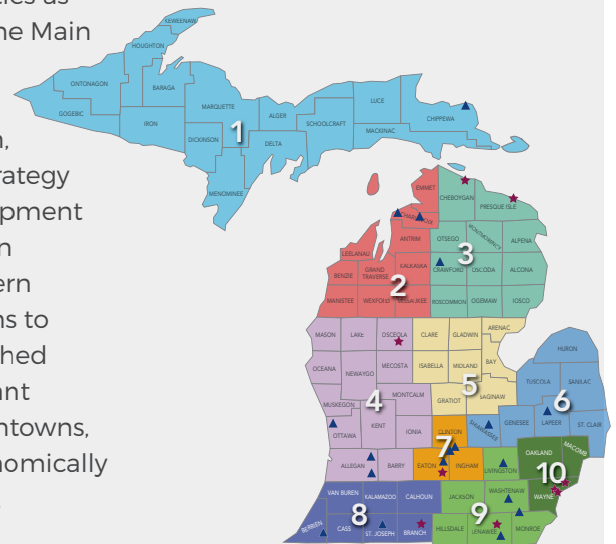 he Main
n,
rategy
opment
n
ern
ns to
hed
ant
ntowns,
nomically
KEWEENAW
HOUGHTON
ONTONAGON
BARAGA
GOGEBIC
IRON
MARQUETTE
1
DICKINSON
MENOMINEE
ALGER
DELTA
SCHOOLCRAFT
LUCE
MACKINAC
CHIPPEWA
EMMET
CHEBOYGAN
PRESQUE ISLE
CHARLEVOIX
ANTRIM
OTSEGO
MONTMORENCY
ALPENA
3
LEELANAU
BENZIE
GRAND
TRAVERSE
KALKASKA
CRAWFORD
OSCODA
ALCONA
2
MANISTEE
WEXFORD
MISSAUKEE
ROSCOMMON
OGEMAW
IOSCO
MASON
LAKE
OSCEOLA
CLARE
GLADWIN
ARENAC
OCEANA
NEWAYGO
MECOSTA
ISABELLA
MIDLAND
BAY
5
HURON
TUSCOLA
SANILAC
6
MUSKEGON
MONTCALM
GRATIOT
SAGINAW
4
OTTAWA
KENT
IONIA
CLINTON
SHIAWASSEE
GENESEE
LAPEER
ST. CLAIR
7
ALLEGAN
BARRY
EATON
INGHAM
LIVINGSTON
OAKLAND
MACOMB
10
VAN BUREN
KALAMAZOO
CALHOUN
JACKSON
WASHTENAW
WAYNE
8
9
BERRIEN
CASS
ST. JOSEPH
BRANCH
HILLSDALE
LENAWEE
MONROE